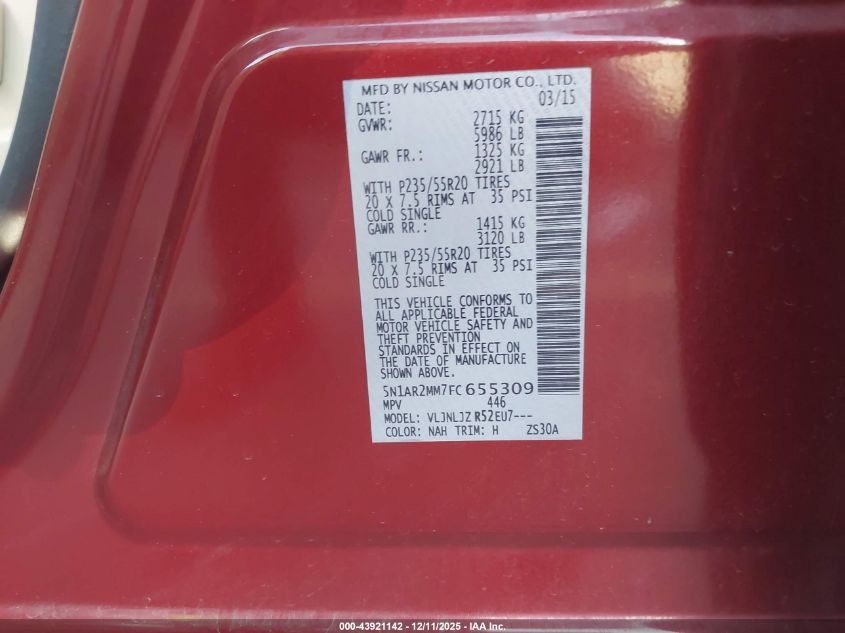 MFD BY NISSAN MOTOR CO., LTD.
DATE: 03/15
GVWR: 2715 KG
5986 LB
GAWR FR.: 1325 KG
2921 LB
WITH P235/55R20 TIRES
20 X 7.5 RIMS AT 35 PSI
COLD SINGLE
GAWR RR.: 1415 KG
3120 LB
WITH P235/55R20 TIRES
20 X 7.5 RIMS AT 35 PSI
COLD SINGLE
THIS VEHICLE CONFORMS TO
ALL APPLICABLE FEDERAL
MOTOR VEHICLE SAFETY AND
THEFT PREVENTION
STANDARDS IN EFFECT ON
THE DATE OF MANUFACTURE
SHOWN ABOVE.
5N1AR2MM7FC655309
MPV 446
MODEL: VLJNLJZR52EU7---
COLOR: NAH TRIM: H ZS30A
000-43921142 - 12/11/2025 - IAA Inc.